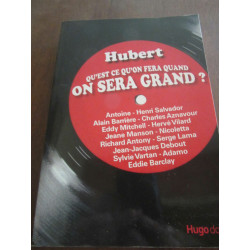 Hubert
QU'EST CE QU'ON FERA QUAND
ON SERA GRAND ?
Antoine - Henri Salvador
Alain Barrière - Charles Aznavour
Eddy Mitchell - Hervé Vilard
Jeane Manson - Nicoletta
Richard Antony - Serge Lama
Jean-Jacques Debout
Sylvie Vartan - Adamo
Eddie Barclay
Hugo